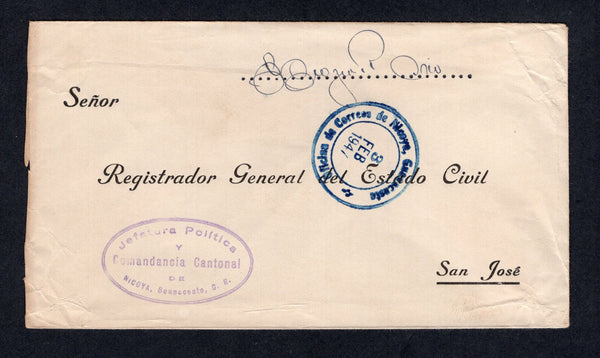 Señor
Oficina de Correos de Nicoya, Guanacaste
8
FEB
1947
Registrador General del Estado Civil
Jefatura Política
Y
Comandancia Cantonal
DE
NICOYA, Guanacaste, C. R.
San José